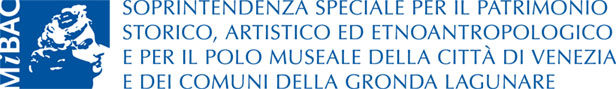 MiBAC
SOPRINTENDENZA SPECIALE PER IL PATRIMONIO
STORICO, ARTISTICO ED ETNOANTROPOLOGICO
E PER IL POLO MUSEALE DELLA CITTÀ DI VENEZIA
E DEI COMUNI DELLA GRONDA LAGUNARE